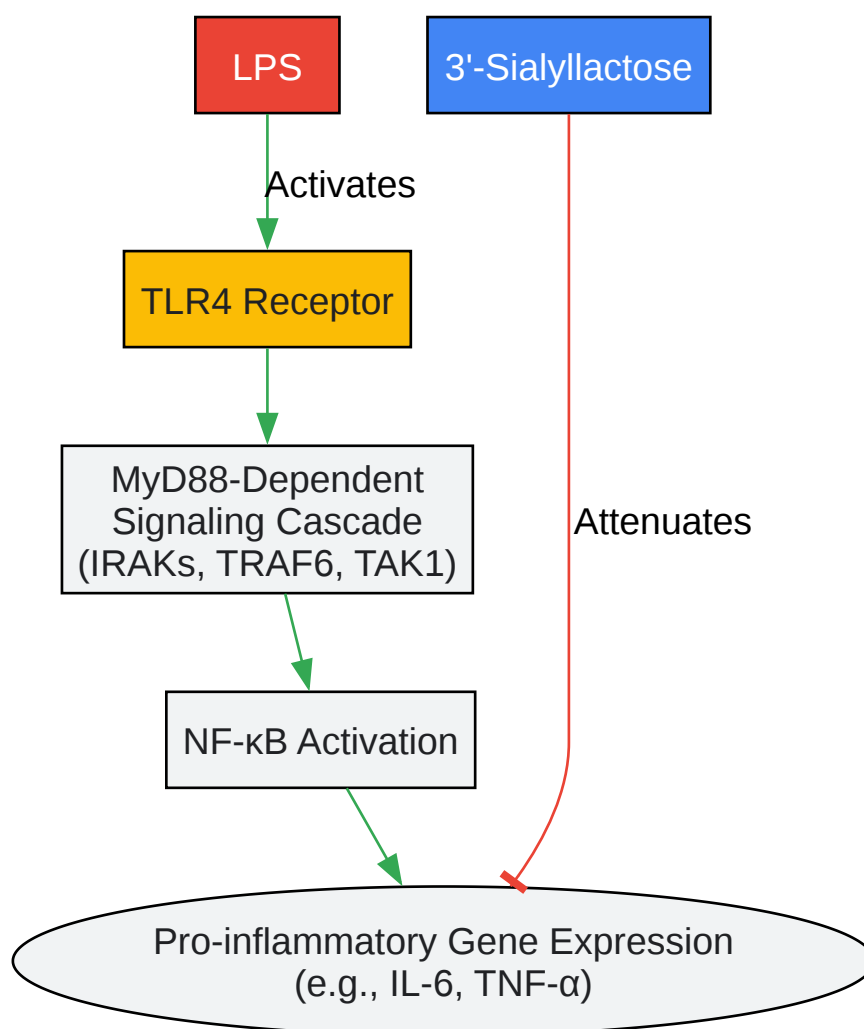 LPS
3'-Sialyllactose
Activates
TLR4 Receptor
MyD88-Dependent
Signaling Cascade
(IRAKs, TRAF6, TAK1)
Attenuates
NF-κB Activation
Pro-inflammatory Gene Expression
(e.g., IL-6, TNF-α)